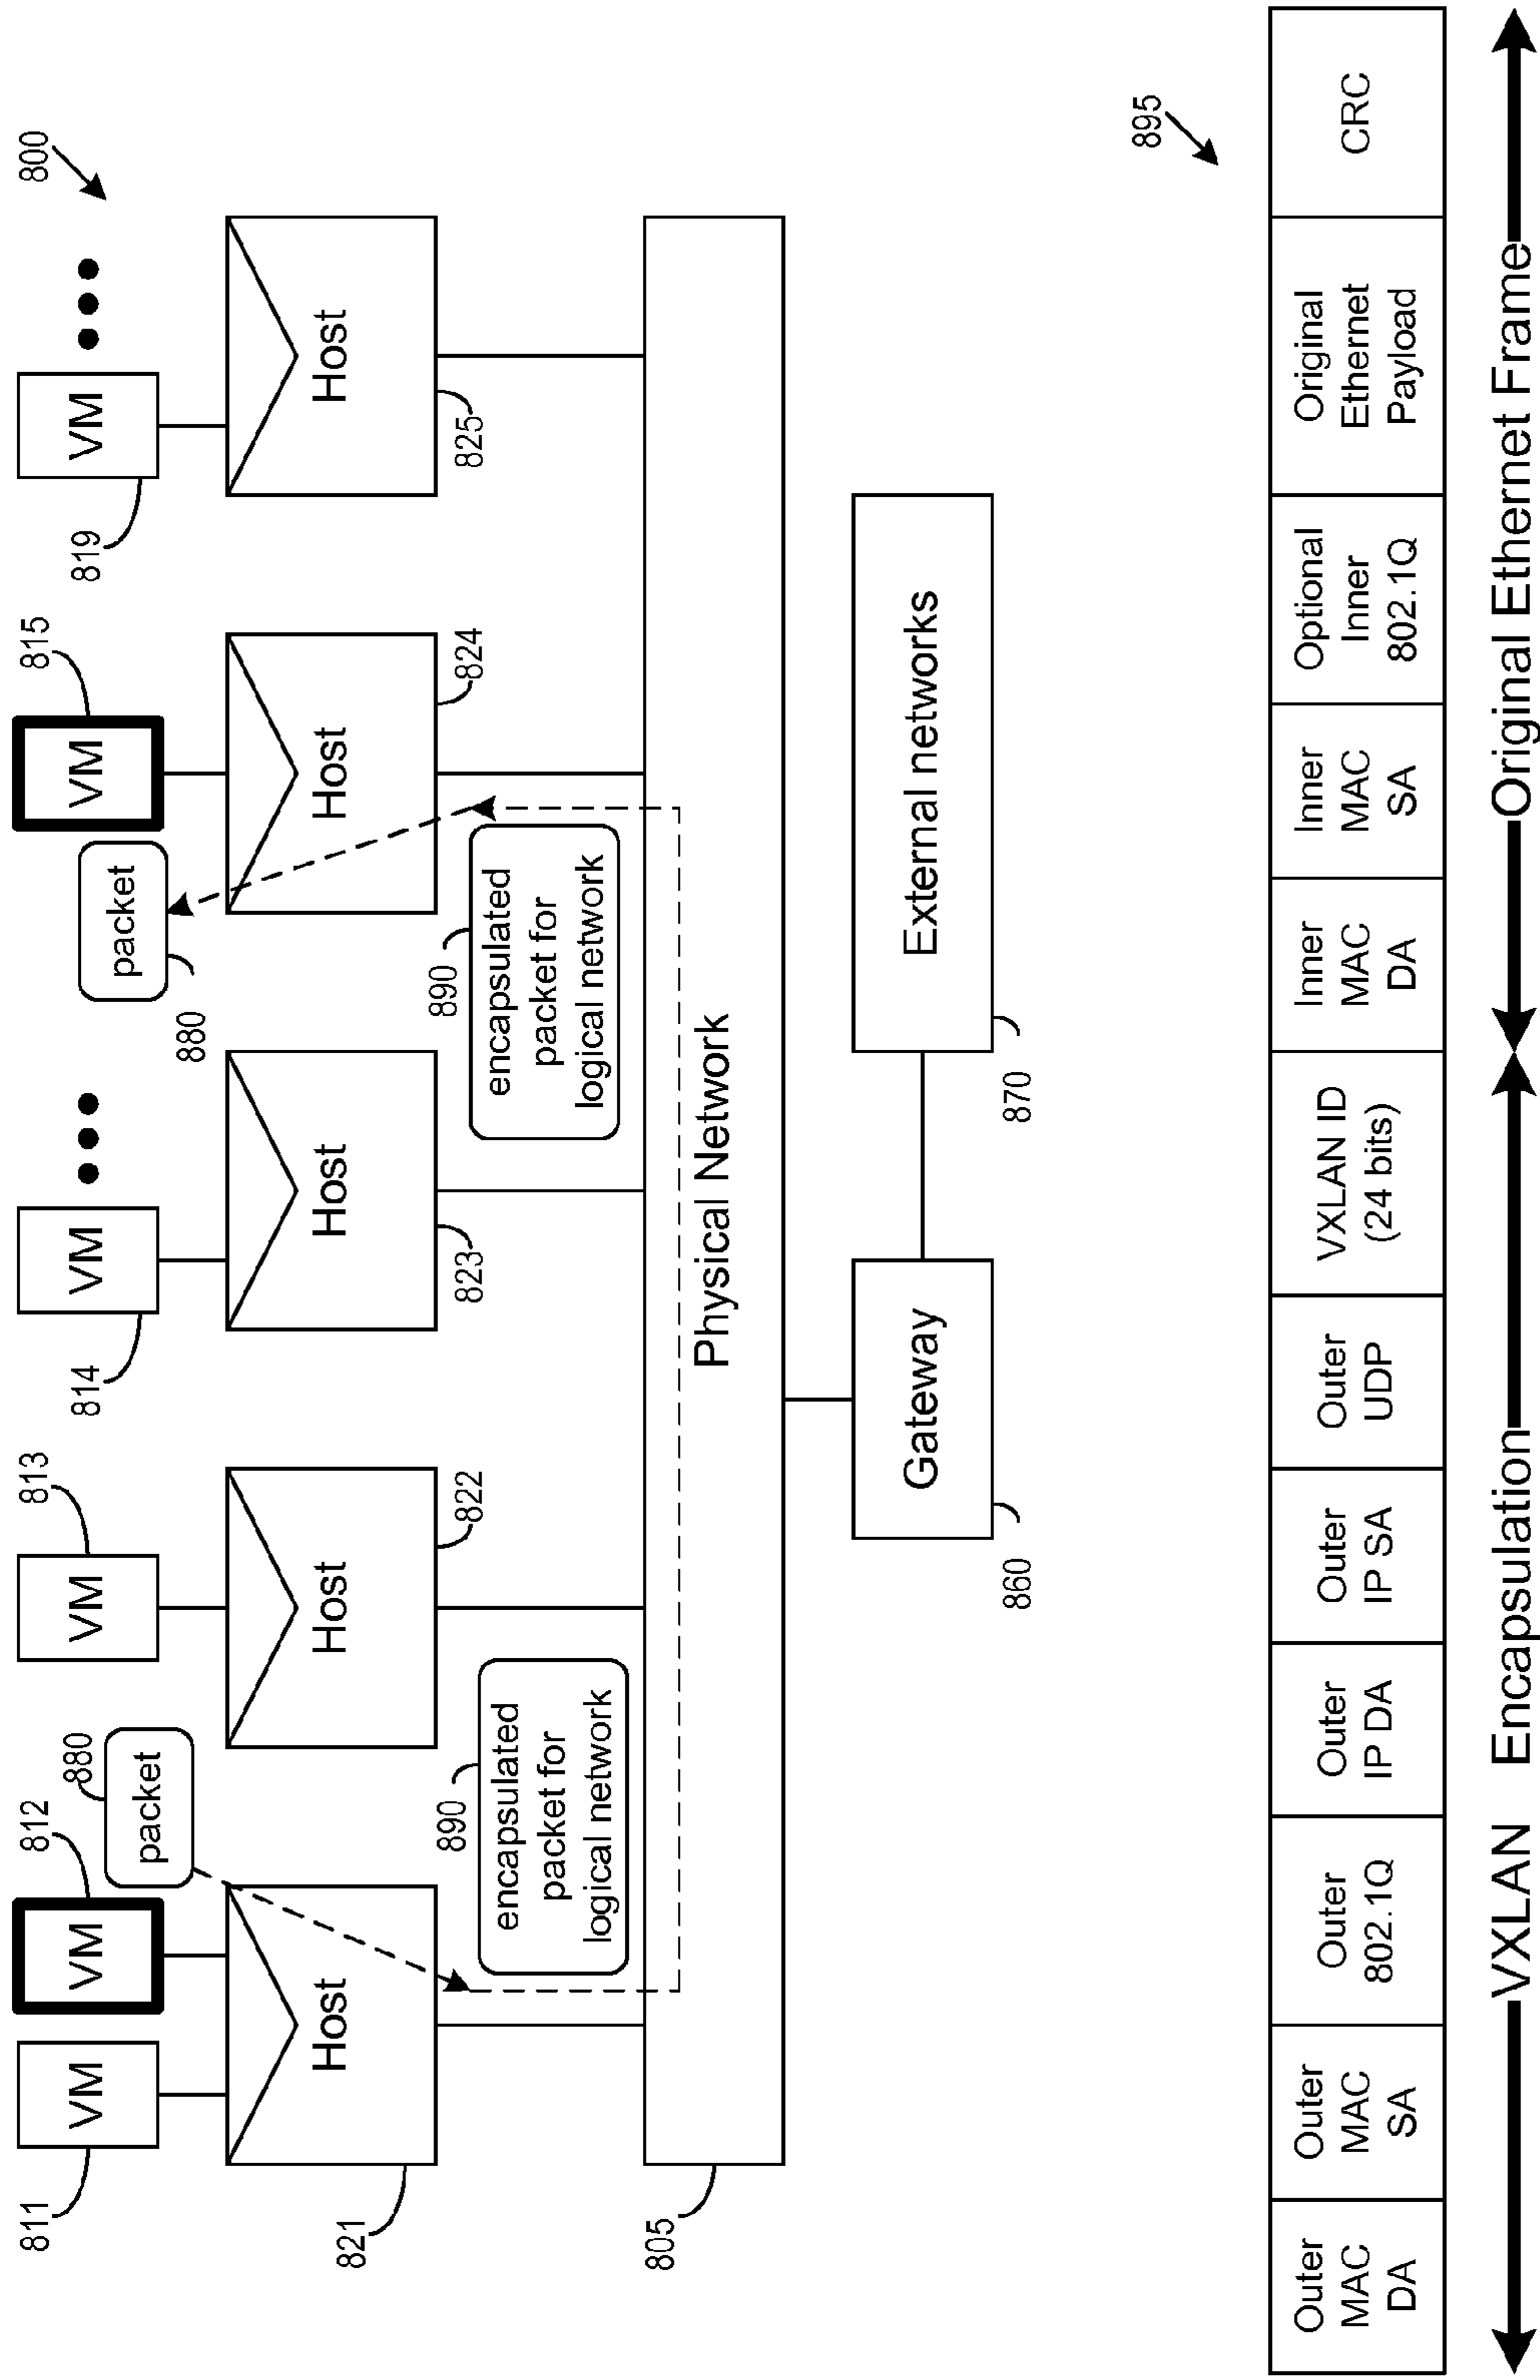 800
811
VM
812
VM
880
packet
813
VM
814
VM
880
packet
815
VM
819
VM
821
Host
822
Host
823
Host
824
Host
825
Host
890
encapsulated
packet for
logical network
890
encapsulated
packet for
logical network
805
Physical Network
860
Gateway
870
External networks
895
Outer
MAC
DA
Outer
MAC
SA
Outer
802.1Q
Outer
IP DA
Outer
IP SA
Outer
UDP
VXLAN ID
(24 bits)
Inner
MAC
DA
Inner
MAC
SA
Optional
Inner
802.1Q
Original
Ethernet
Payload
CRC
VXLAN Encapsulation
Original Ethernet Frame